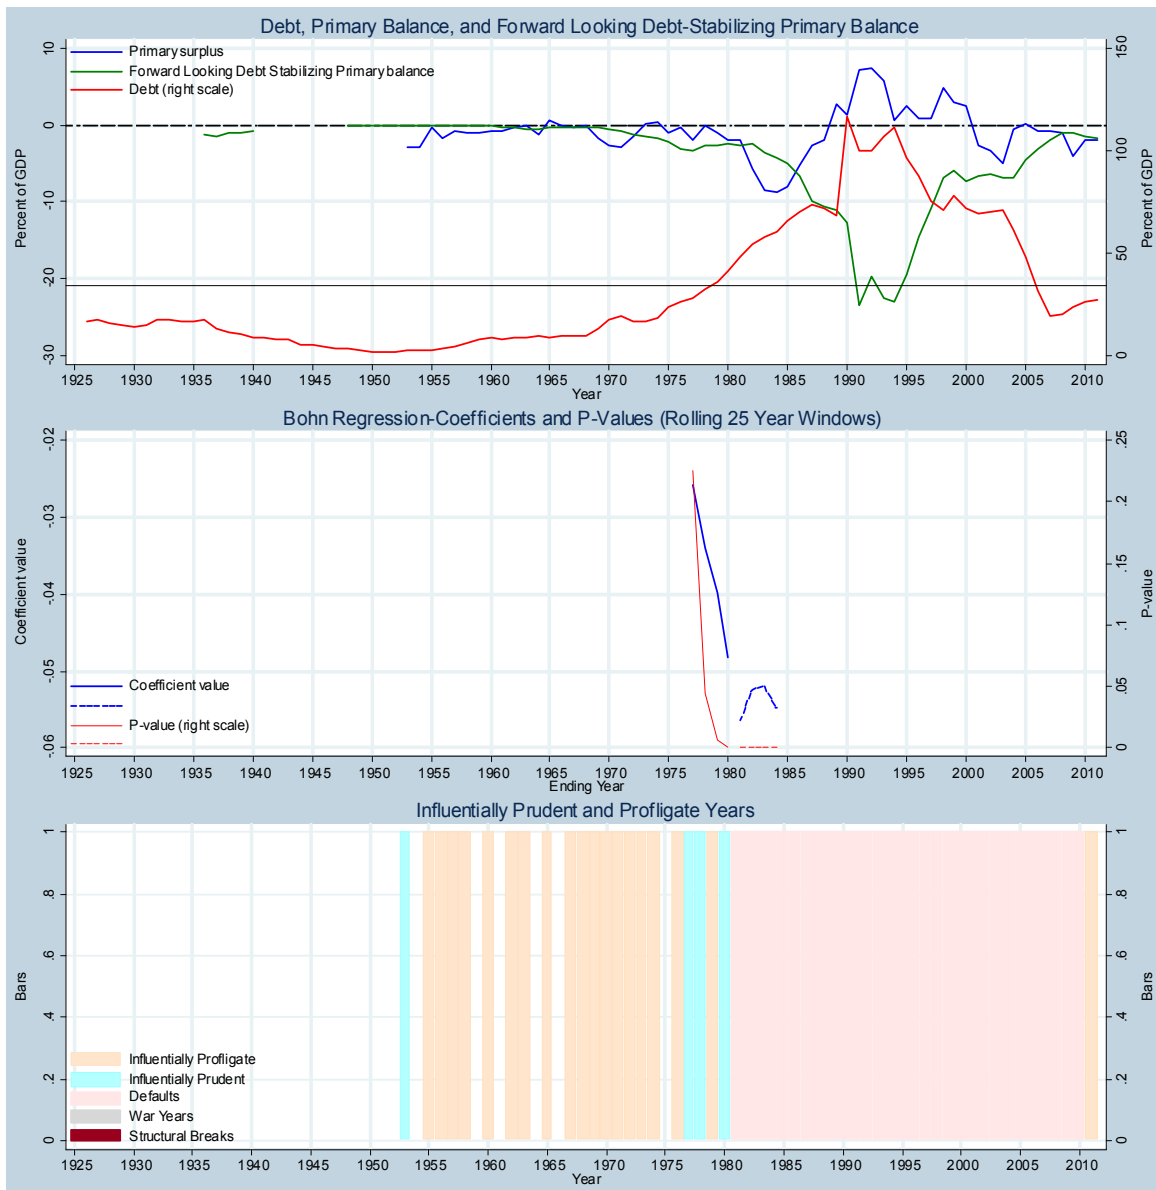 Debt, Primary Balance, and Forward Looking Debt-Stabilizing Primary Balance
Primary surplus
Forward Looking Debt Stabilizing Primary balance
Debt (right scale)
Percent of GDP
10
0
-10
-20
-30
Percent of GDP
150
100
50
0
1925 1930 1935 1940 1945 1950 1955 1960 1965 1970 1975 1980 1985 1990 1995 2000 2005 2010
Year
Bohn Regression-Coefficients and P-Values (Rolling 25 Year Windows)
Coefficient value
-.02
-.03
-.04
-.05
-.06
P-value
.25
.2
.15
.1
.05
0
Coefficient value
P-value (right scale)
1925 1930 1935 1940 1945 1950 1955 1960 1965 1970 1975 1980 1985 1990 1995 2000 2005 2010
Ending Year
Influentially Prudent and Profligate Years
Bars
1
.8
.6
.4
.2
0
Bars
1
.8
.6
.4
.2
0
Influentially Profligate
Influentially Prudent
Defaults
War Years
Structural Breaks
1925 1930 1935 1940 1945 1950 1955 1960 1965 1970 1975 1980 1985 1990 1995 2000 2005 2010
Year